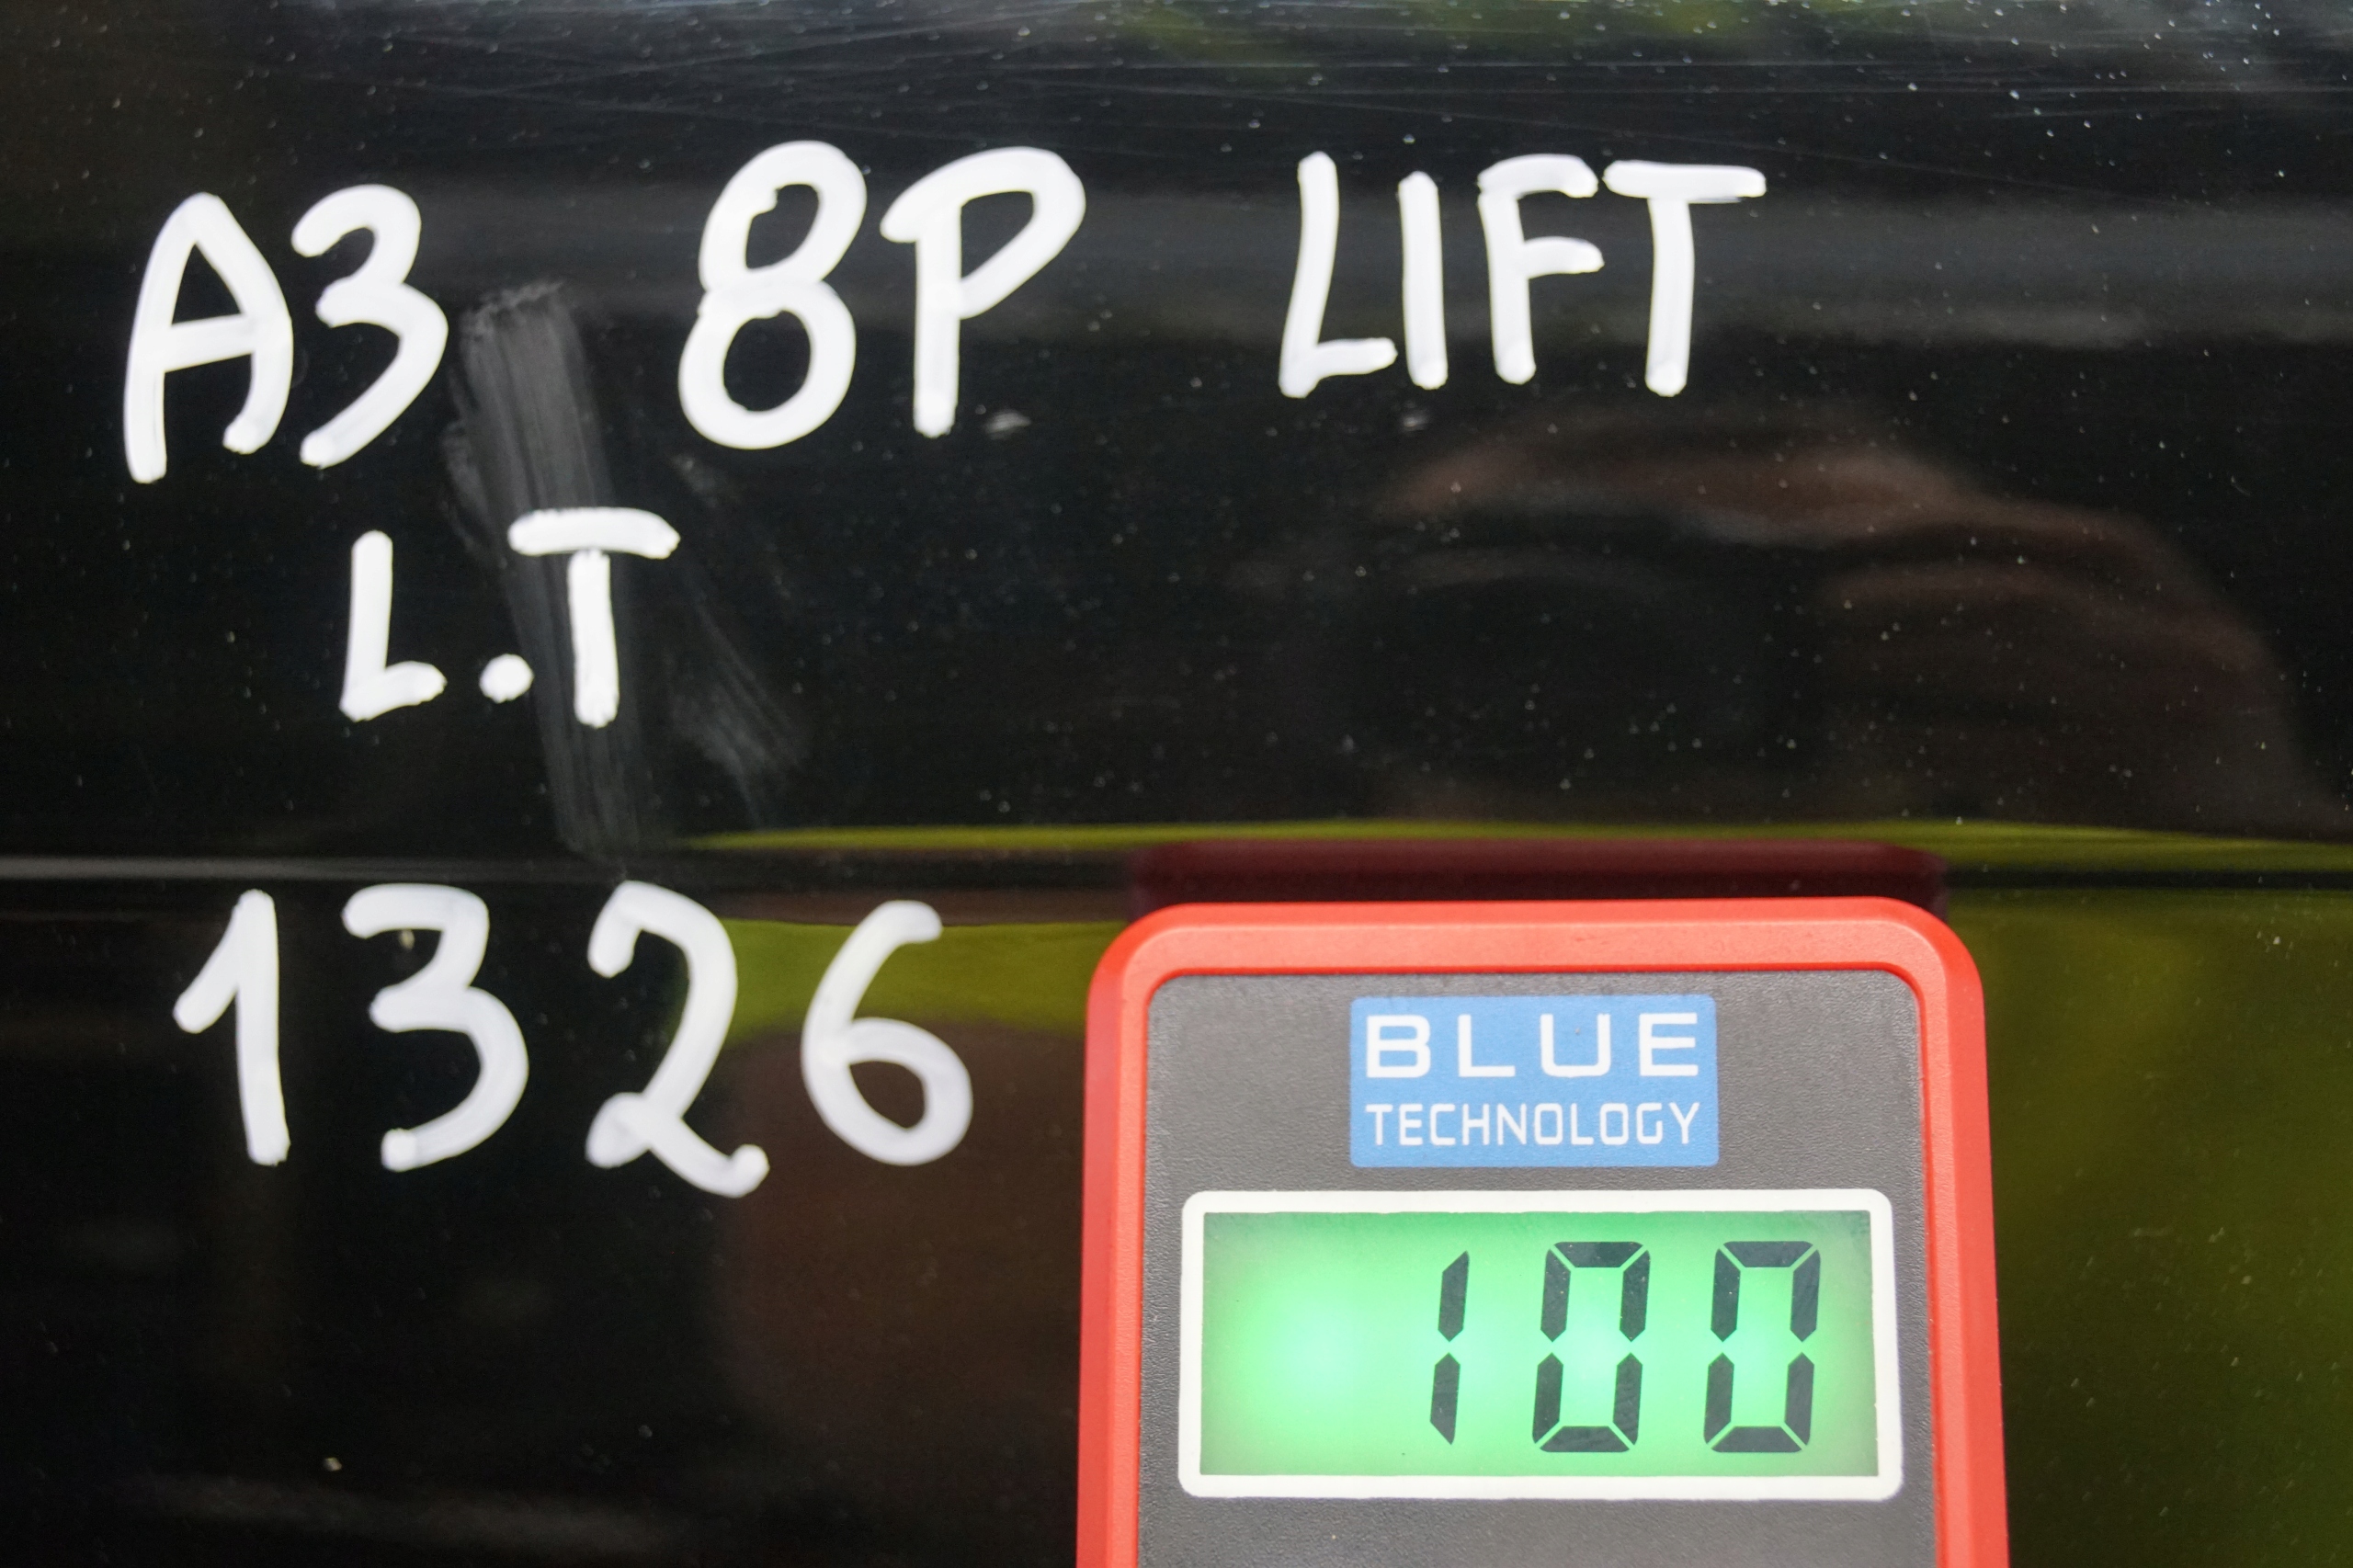 A3 8P LIFT
L.T
1326
BLUE
TECHNOLOGY
100